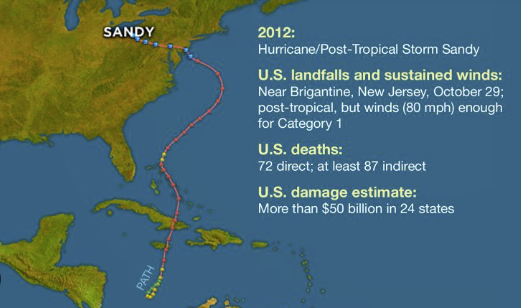 SANDY
2012:
Hurricane/Post-Tropical Storm Sandy
U.S. landfalls and sustained winds:
Near Brigantine, New Jersey, October 29;
post-tropical, but winds (80 mph) enough
for Category 1
U.S. deaths:
72 direct; at least 87 indirect
U.S. damage estimate:
More than $50 billion in 24 states
PATH